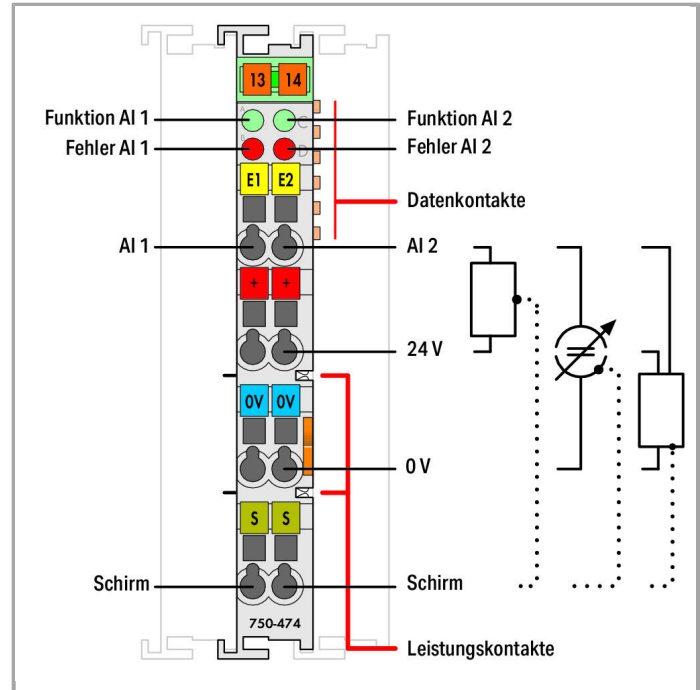 13 14
A C
Funktion AI 1 Funktion AI 2
B D
Fehler AI 1 Fehler AI 2
E1 E2
Datenkontakte
AI 1 AI 2
+ +
24 V
0V 0V
0 V
S S
Schirm Schirm
750-474
Leistungskontakte